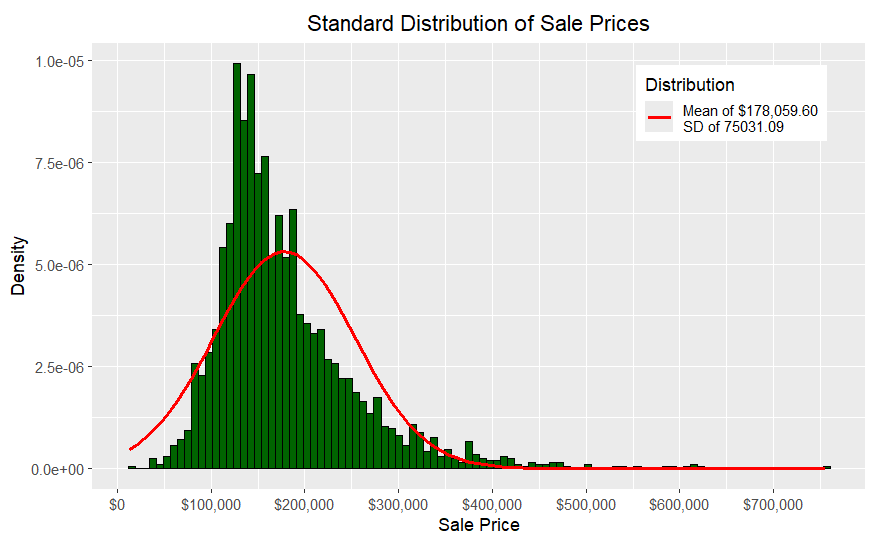 Standard Distribution of Sale Prices
Distribution
Mean of $178,059.60
SD of 75031.09
Density
1.0e-05
7.5e-06
5.0e-06
2.5e-06
0.0e+00
$0 $100,000 $200,000 $300,000 $400,000 $500,000 $600,000 $700,000
Sale Price